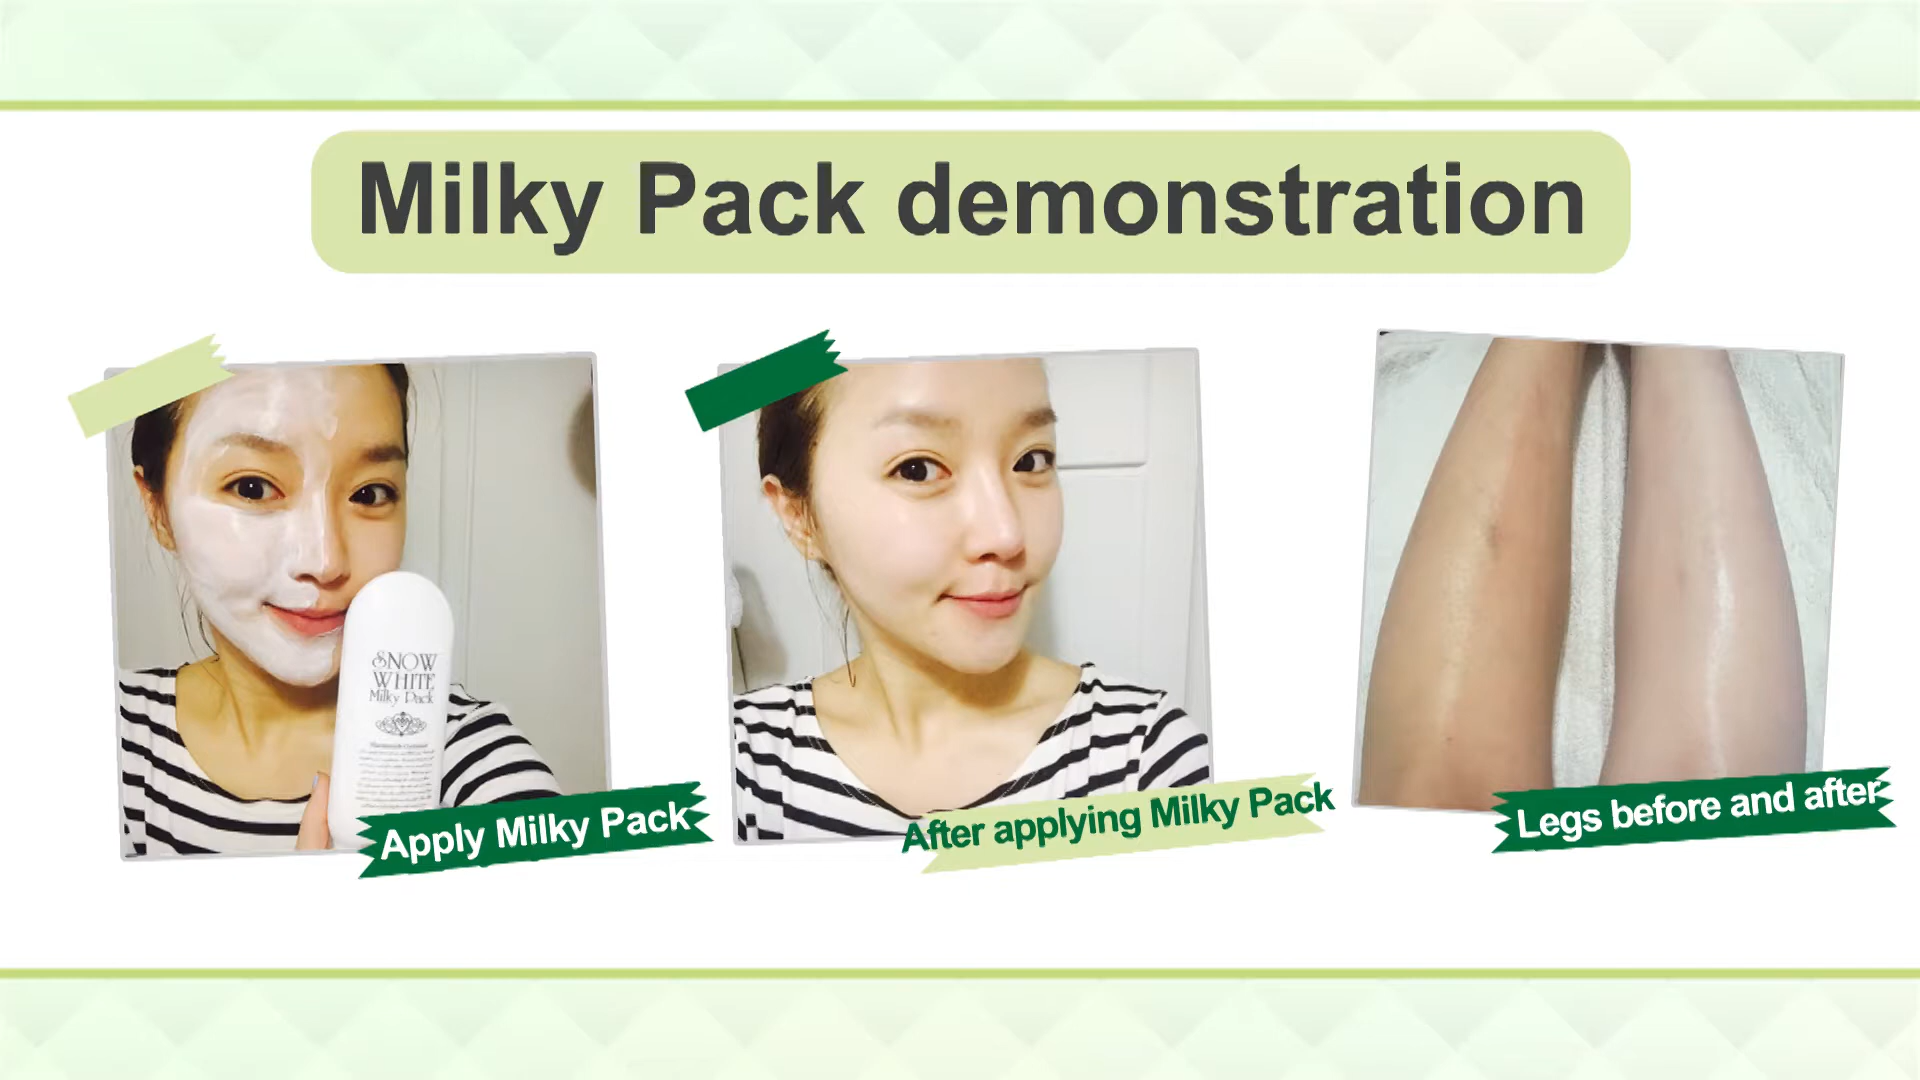 Milky Pack demonstration
SNOW
WHITE
Milky Pack
Apply Milky Pack
After applying Milky Pack
Legs before and after